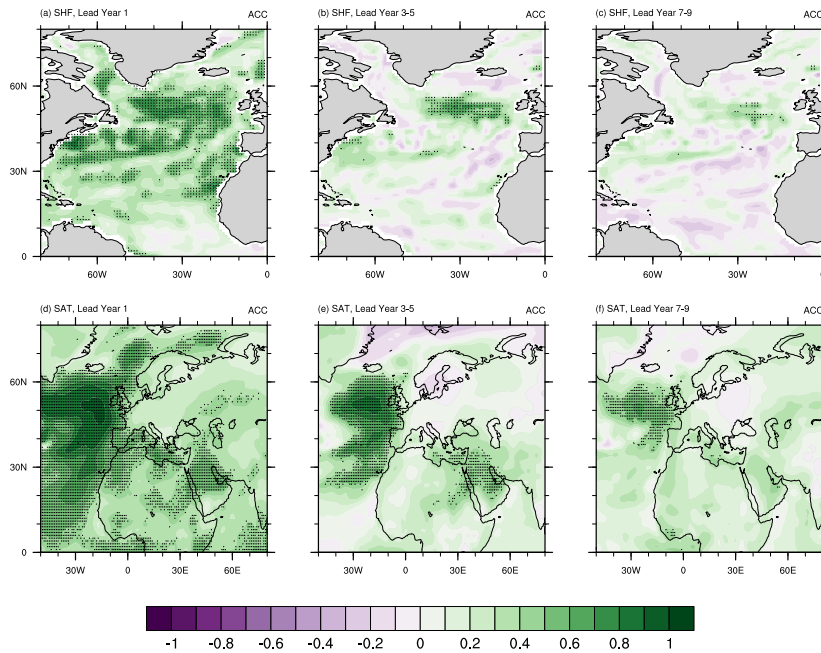 (a) SHF, Lead Year 1 ACC
(b) SHF, Lead Year 3-5 ACC
(c) SHF, Lead Year 7-9 ACC
60N
30N
0
60W 30W 0
60W 30W 0
60W 30W 0
(d) SAT, Lead Year 1 ACC
(e) SAT, Lead Year 3-5 ACC
(f) SAT, Lead Year 7-9 ACC
60N
30N
0
30W 0 30E 60E
30W 0 30E 60E
30W 0 30E 60E
-1 -0.8 -0.6 -0.4 -0.2 0 0.2 0.4 0.6 0.8 1